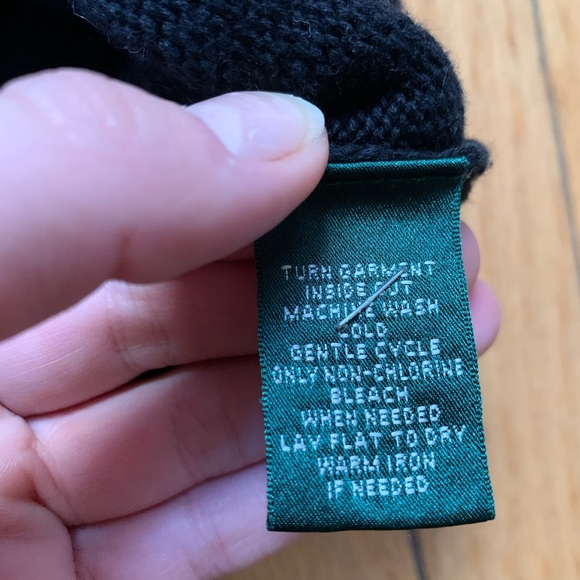 TURN GARMENT
INSIDE OUT
MACHINE WASH
COLD
GENTLE CYCLE
ONLY NON-CHLORINE
BLEACH
WHEN NEEDED
LAY FLAT TO DRY
WARM IRON
IF NEEDED